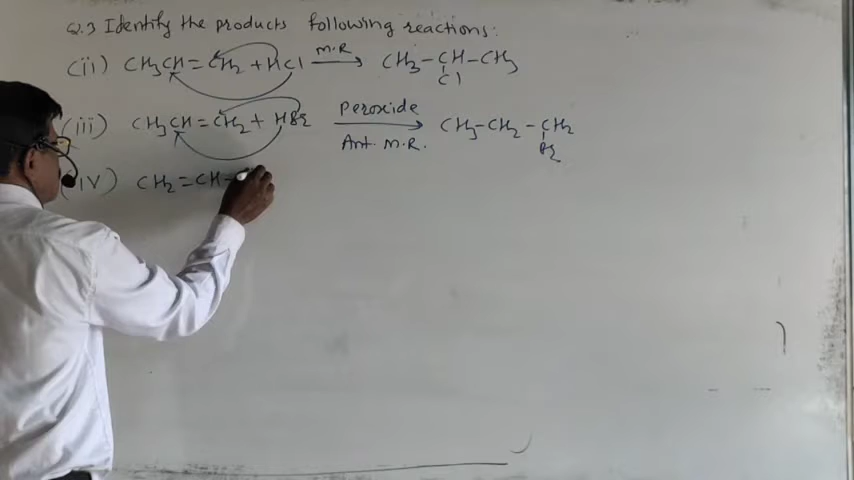 Q.3 Identify the products following reactions:
(ii) CH₃CH=CH₂ + HCl M.R → CH₃-CH-CH₃
Cl
(iii) CH₃CH=CH₂ + HBr Peroxide → CH₃-CH₂-CH₂
Ant. M.R. Br
(iv) CH₂=CH-